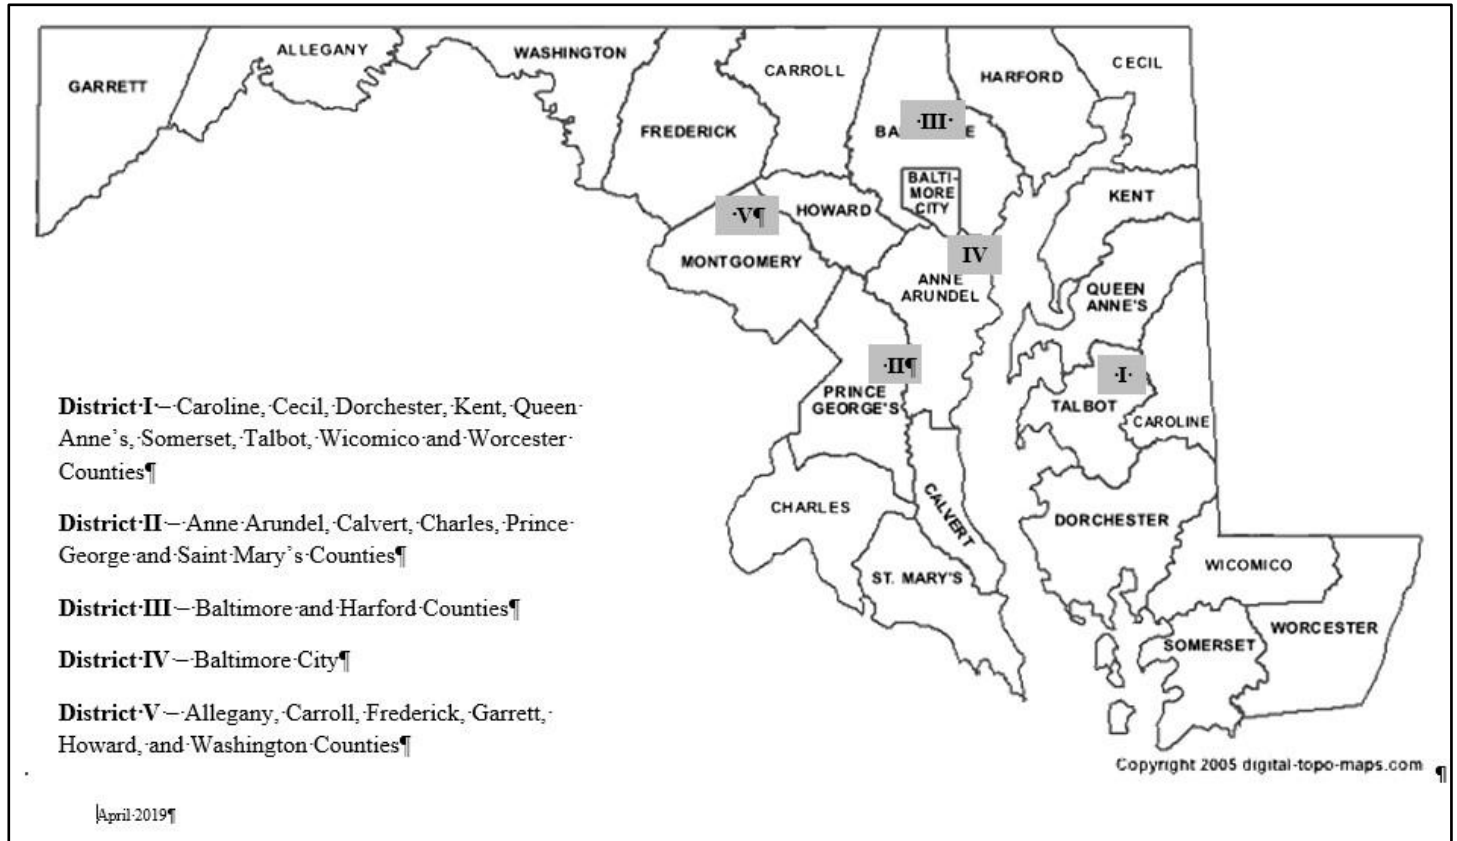 GARRETT
ALLEGANY
WASHINGTON
FREDERICK
CARROLL
BA E
·III·
HARFORD
CECIL
BALTI-
MORE
CITY
HOWARD
·V¶
MONTGOMERY
IV
ANNE
ARUNDEL
KENT
QUEEN
ANNE'S
·II¶
PRINCE
GEORGE'S
·I·
TALBOT
CAROLINE
CHARLES
CALVERT
ST. MARY'S
DORCHESTER
WICOMICO
SOMERSET
WORCESTER
District·I·–·Caroline,·Cecil,·Dorchester,·Kent,·Queen·
Anne’s,·Somerset,·Talbot,·Wicomico·and·Worcester·
Counties¶
District·II·–·Anne·Arundel,·Calvert,·Charles,·Prince·
George·and·Saint·Mary’s·Counties¶
District·III·–·Baltimore·and·Harford·Counties¶
District·IV·–·Baltimore·City¶
District·V·–·Allegany,·Carroll,·Frederick,·Garrett,·
Howard,·and·Washington·Counties¶
Copyright 2005 digital-topo-maps.com ¶
April·2019¶